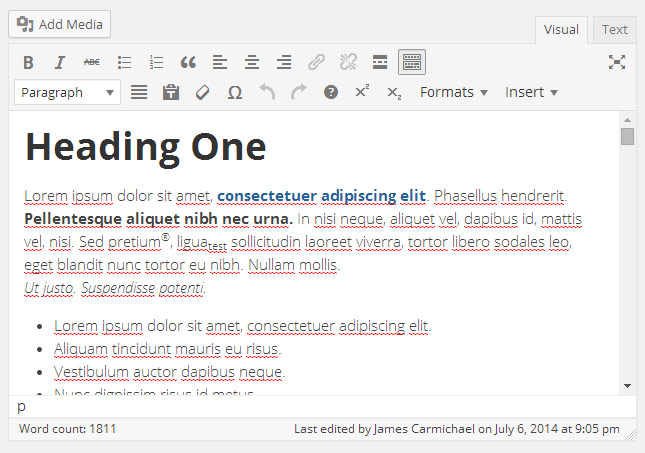 Add Media
Visual Text
B I ABC
Paragraph Ω ? x² x₂ Formats Insert
Heading One
Lorem ipsum dolor sit amet, consectetuer adipiscing elit. Phasellus hendrerit.
Pellentesque aliquet nibh nec urna. In nisi neque, aliquet vel, dapibus id, mattis
vel, nisi. Sed pretium®, ligula test sollicitudin laoreet viverra, tortor libero sodales leo,
eget blandit nunc tortor eu nibh. Nullam mollis.
Ut justo. Suspendisse potenti.
• Lorem ipsum dolor sit amet, consectetuer adipiscing elit.
• Aliquam tincidunt mauris eu risus.
• Vestibulum auctor dapibus neque.
• Nunc dignissim risus id metus.
p
Word count: 1811 Last edited by James Carmichael on July 6, 2014 at 9:05 pm